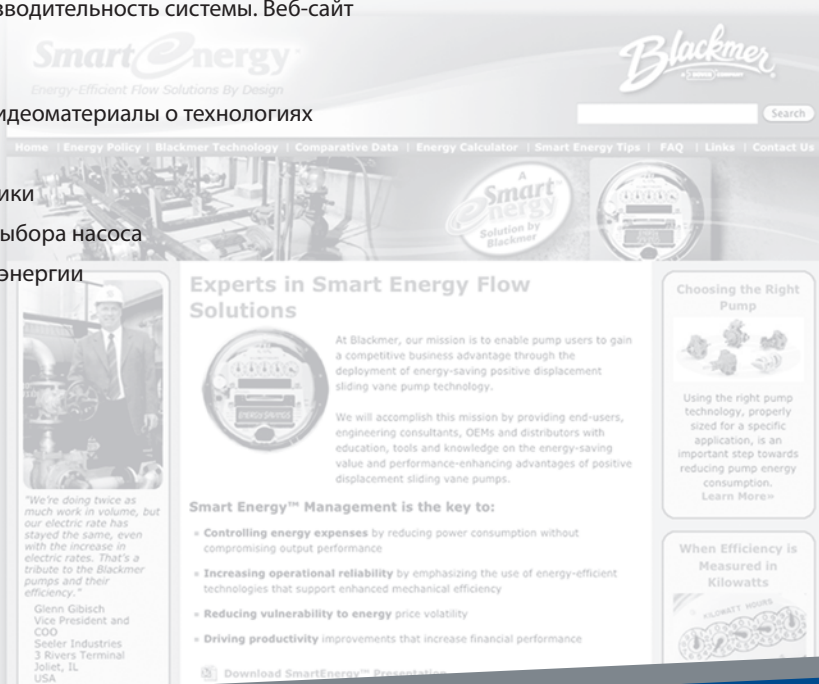 зводительность системы. Веб-сайт
SmartEnergy
Energy-Efficient Flow Solutions By Design
Blackmer
идеоматериалы о технологиях
Search
Home | Energy Policy | Blackmer Technology | Comparative Data | Energy Calculator | Smart Energy Tips | FAQ | Links | Contact Us
ики
ыбора насоса
энергии
A
Smart
energy
Solution by
Blackmer
Experts in Smart Energy Flow
Solutions
At Blackmer, our mission is to enable pump users to gain
a competitive business advantage through the
deployment of energy-saving positive displacement
sliding vane pump technology.
We will accomplish this mission by providing end-users,
engineering consultants, OEMs and distributors with
education, tools and knowledge on the energy-saving
value and performance-enhancing advantages of positive
displacement sliding vane pumps.
Smart Energy™ Management is the key to:
» Controlling energy expenses by reducing power consumption without
compromising output performance
» Increasing operational reliability by emphasizing the use of energy-efficient
technologies that support enhanced mechanical efficiency
» Reducing vulnerability to energy price volatility
» Driving productivity improvements that increase financial performance
Download SmartEnergy™ Presentation
"We're doing twice as
much work in volume, but
our electric rate has
stayed the same, even
with the increase in
electric rates. That's a
tribute to the Blackmer
pumps and their
efficiency."
Glenn Gibisch
Vice President and
COO
Seeler Industries
3 Rivers Terminal
Joliet, IL
USA
Choosing the Right
Pump
Using the right pump
technology, properly
sized for a specific
application, is an
important step towards
reducing pump energy
consumption.
Learn More»
When Efficiency is
Measured in
Kilowatts
KILOWATT HOURS